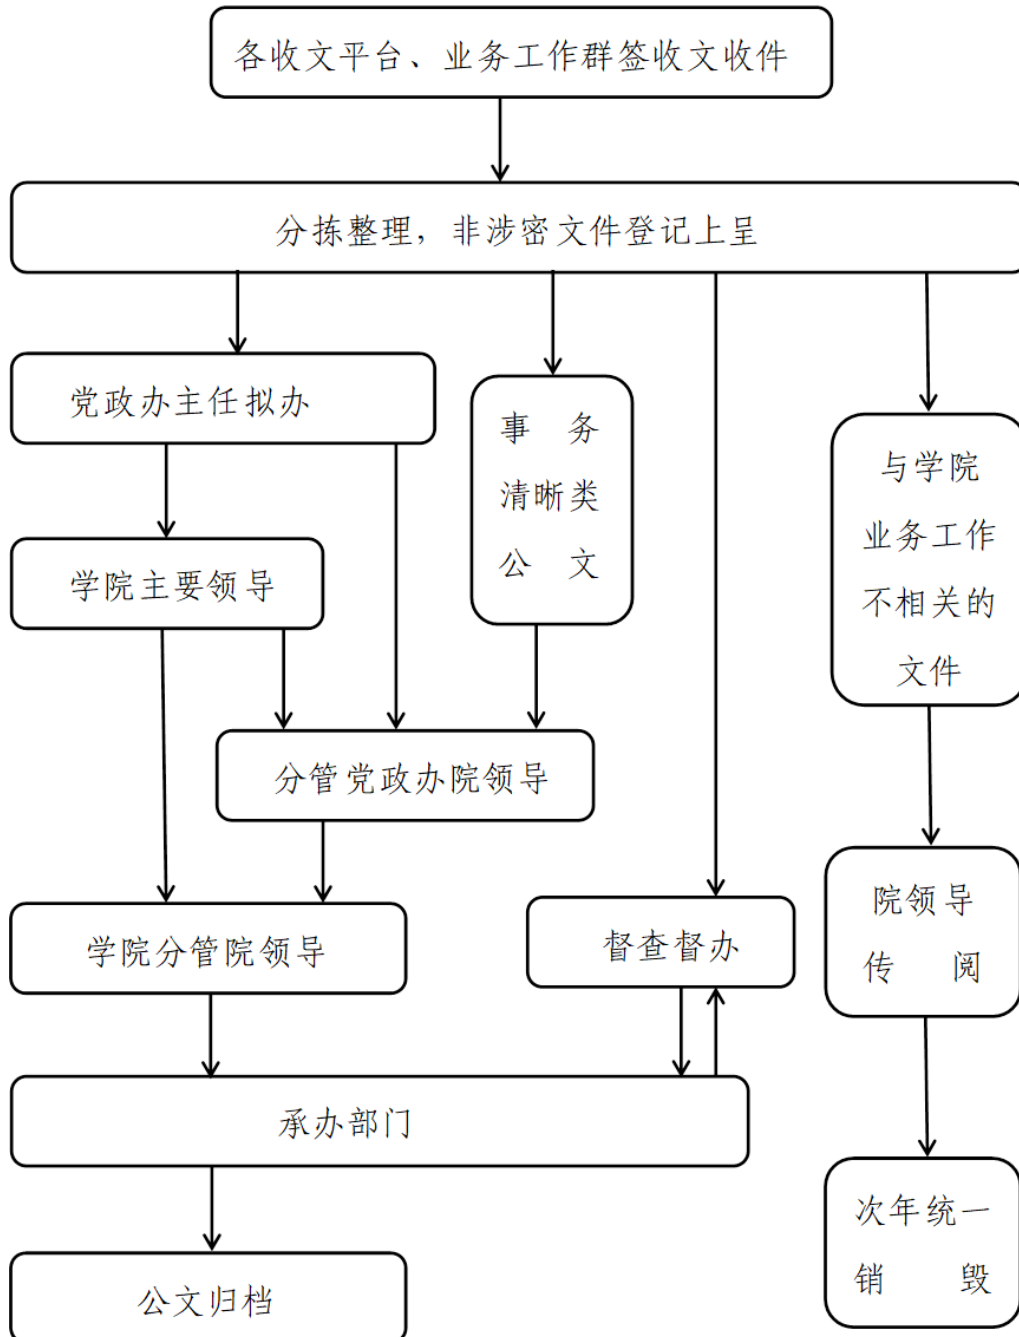 各收文平台、业务工作群签收文收件
分拣整理，非涉密文件登记上呈
党政办主任拟办
事 务
清晰类
公 文
与学院
业务工作
不相关的
文件
学院主要领导
分管党政办院领导
学院分管院领导
督查督办
院领导
传 阅
承办部门
次年统一
销 毁
公文归档